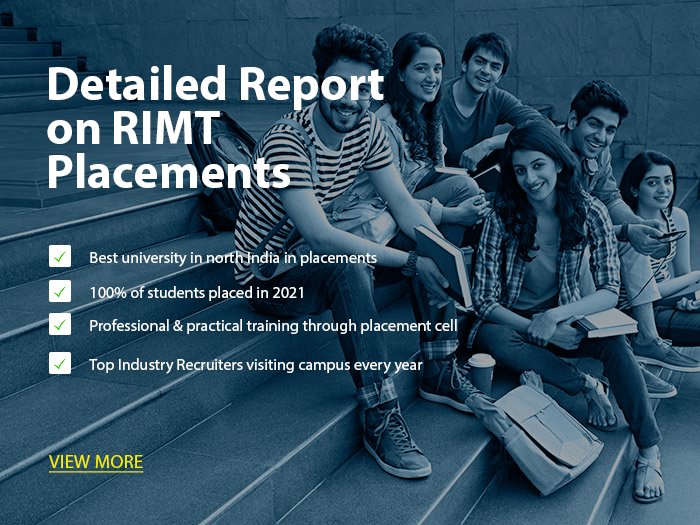 Detailed Report
on RIMT
Placements
Best university in north India in placements
100% of students placed in 2021
Professional & practical training through placement cell
Top Industry Recruiters visiting campus every year
VIEW MORE